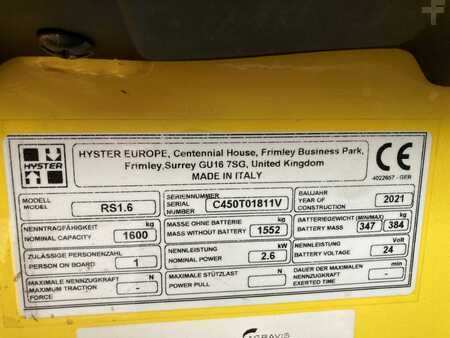 HYSTER
HYSTER EUROPE, Centennial House, Frimley Business Park,
Frimley, Surrey GU16 7SG, United Kingdom
MADE IN ITALY
4022657 - GER
MODELL
MODEL
RS1.6
SERIENNUMMER
SERIAL
NUMBER
C450T01811V
BAUJAHR
YEAR OF
CONSTRUCTION
2021
NENNTRAGFÄHIGKEIT
NOMINAL CAPACITY
kg
1600
MASSE OHNE BATTERIE
MASS WITHOUT BATTERY
kg
1552
BATTERIEGEWICHT (MIN/MAX)
BATTERY MASS
kg
347
384
ZULÄSSIGE PERSONENZAHL
PERSON ON BOARD
1
NENNLEISTUNG
NOMINAL POWER
kW
2.6
NENNLEISTUNG
BATTERY VOLTAGE
Volt
24
MAXIMALE NENNZUGKRAFT
MAXIMUM TRACTION
FORCE
N
-
MAXIMALE STÜTZLAST
POWER PULL
N
-
DAUER DER MAXIMALEN
NENNZUGKRAFT
EXERTED TIME
min
-
AGRAVIS